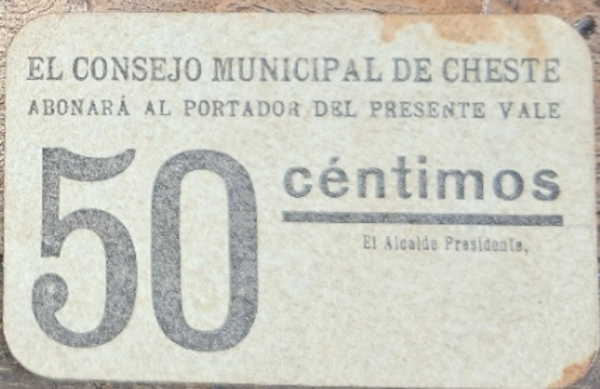 EL CONSEJO MUNICIPAL DE CHESTE
ABONARÁ AL PORTADOR DEL PRESENTE VALE
50 céntimos
El Alcalde Presidente,